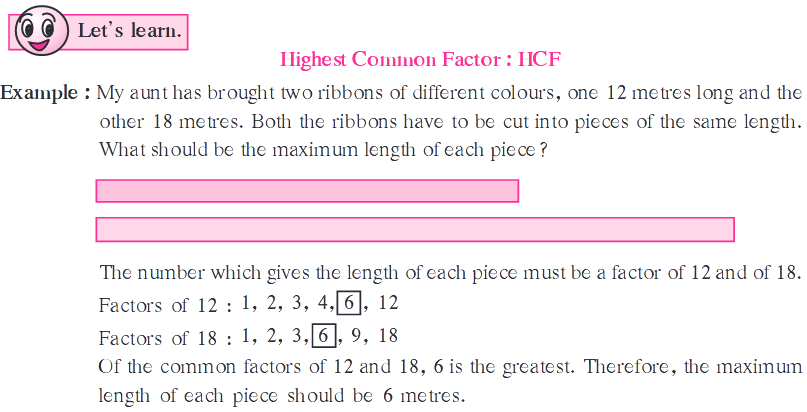 Let's learn.
Highest Common Factor : HCF
Example : My aunt has brought two ribbons of different colours, one 12 metres long and the
other 18 metres. Both the ribbons have to be cut into pieces of the same length.
What should be the maximum length of each piece?
The number which gives the length of each piece must be a factor of 12 and of 18.
Factors of 12 : 1, 2, 3, 4, 6, 12
Factors of 18 : 1, 2, 3, 6, 9, 18
Of the common factors of 12 and 18, 6 is the greatest. Therefore, the maximum
length of each piece should be 6 metres.